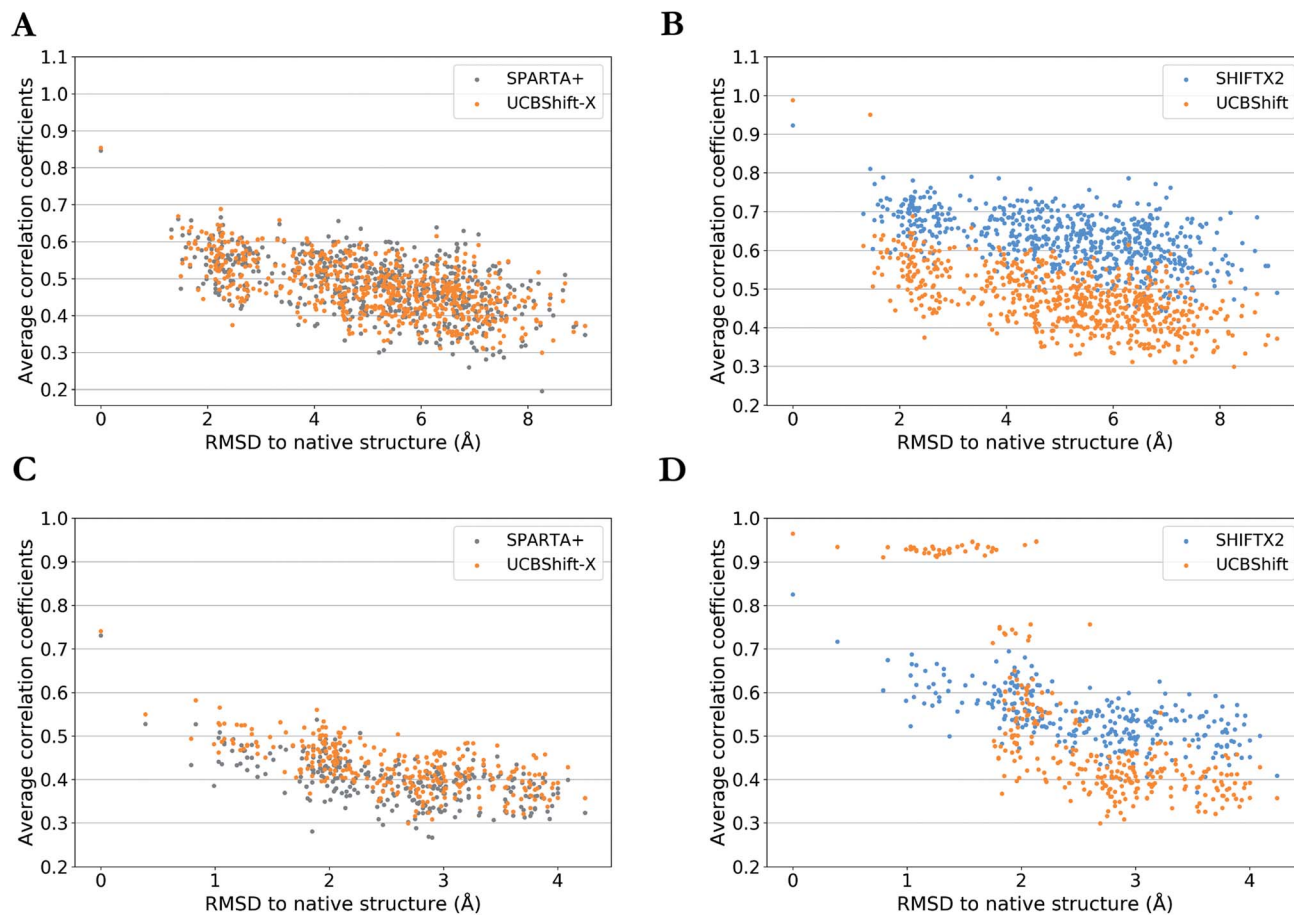 A
Average correlation coefficients
1.1
1.0
0.9
0.8
0.7
0.6
0.5
0.4
0.3
0.2
SPARTA+
UCBShift-X
0 2 4 6 8
RMSD to native structure (Å)
B
Average correlation coefficients
1.1
1.0
0.9
0.8
0.7
0.6
0.5
0.4
0.3
0.2
SHIFTX2
UCBShift
0 2 4 6 8
RMSD to native structure (Å)
C
Average correlation coefficients
1.0
0.9
0.8
0.7
0.6
0.5
0.4
0.3
0.2
SPARTA+
UCBShift-X
0 1 2 3 4
RMSD to native structure (Å)
D
Average correlation coefficients
1.0
0.9
0.8
0.7
0.6
0.5
0.4
0.3
0.2
SHIFTX2
UCBShift
0 1 2 3 4
RMSD to native structure (Å)